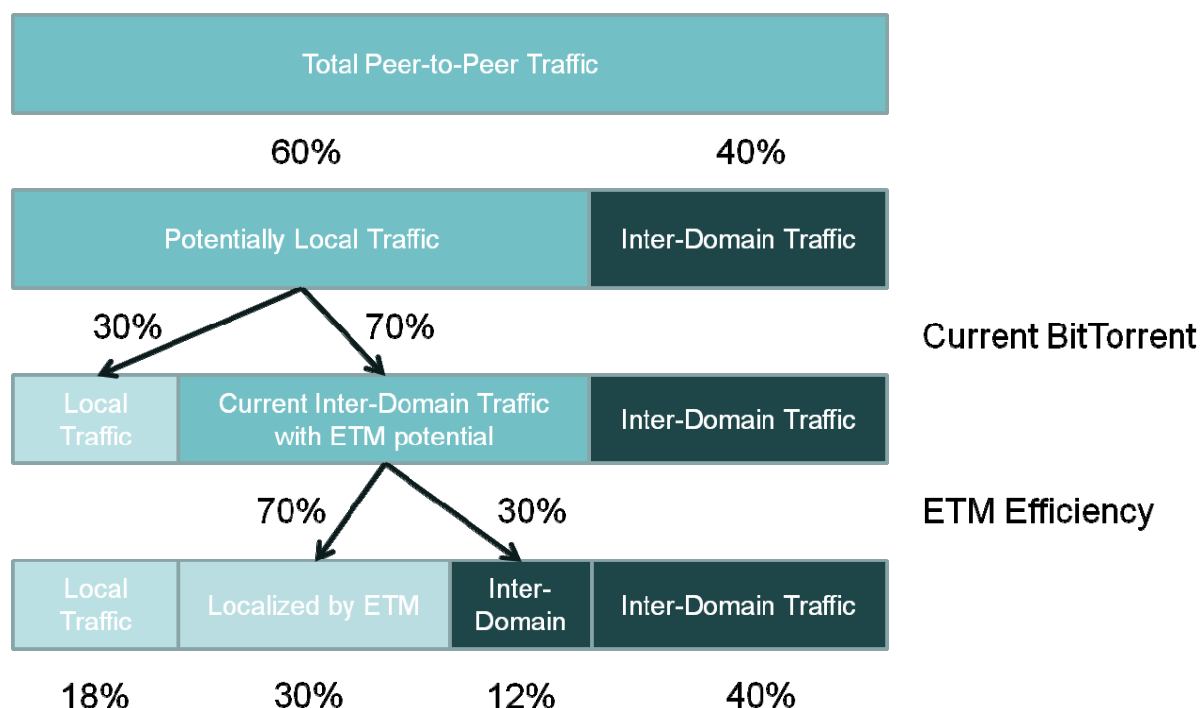 Total Peer-to-Peer Traffic
60%
40%
Potentially Local Traffic
Inter-Domain Traffic
30%
70%
Current BitTorrent
Local
Traffic
Current Inter-Domain Traffic
with ETM potential
Inter-Domain Traffic
70%
30%
ETM Efficiency
Local
Traffic
Localized by ETM
Inter-
Domain
Inter-Domain Traffic
18%
30%
12%
40%